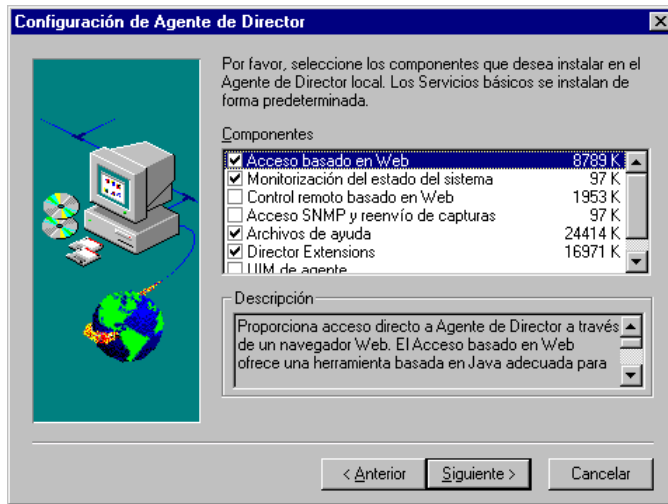 Configuración de Agente de Director
Por favor, seleccione los componentes que desea instalar en el
Agente de Director local. Los Servicios básicos se instalan de
forma predeterminada.
Componentes
Acceso basado en Web 8789 K
Monitorización del estado del sistema 97 K
Control remoto basado en Web 1953 K
Acceso SNMP y reenvío de capturas 97 K
Archivos de ayuda 24414 K
Director Extensions 16971 K
UIM de agente
Descripción
Proporciona acceso directo a Agente de Director a través
de un navegador Web. El Acceso basado en Web
ofrece una herramienta basada en Java adecuada para
< Anterior Siguiente > Cancelar